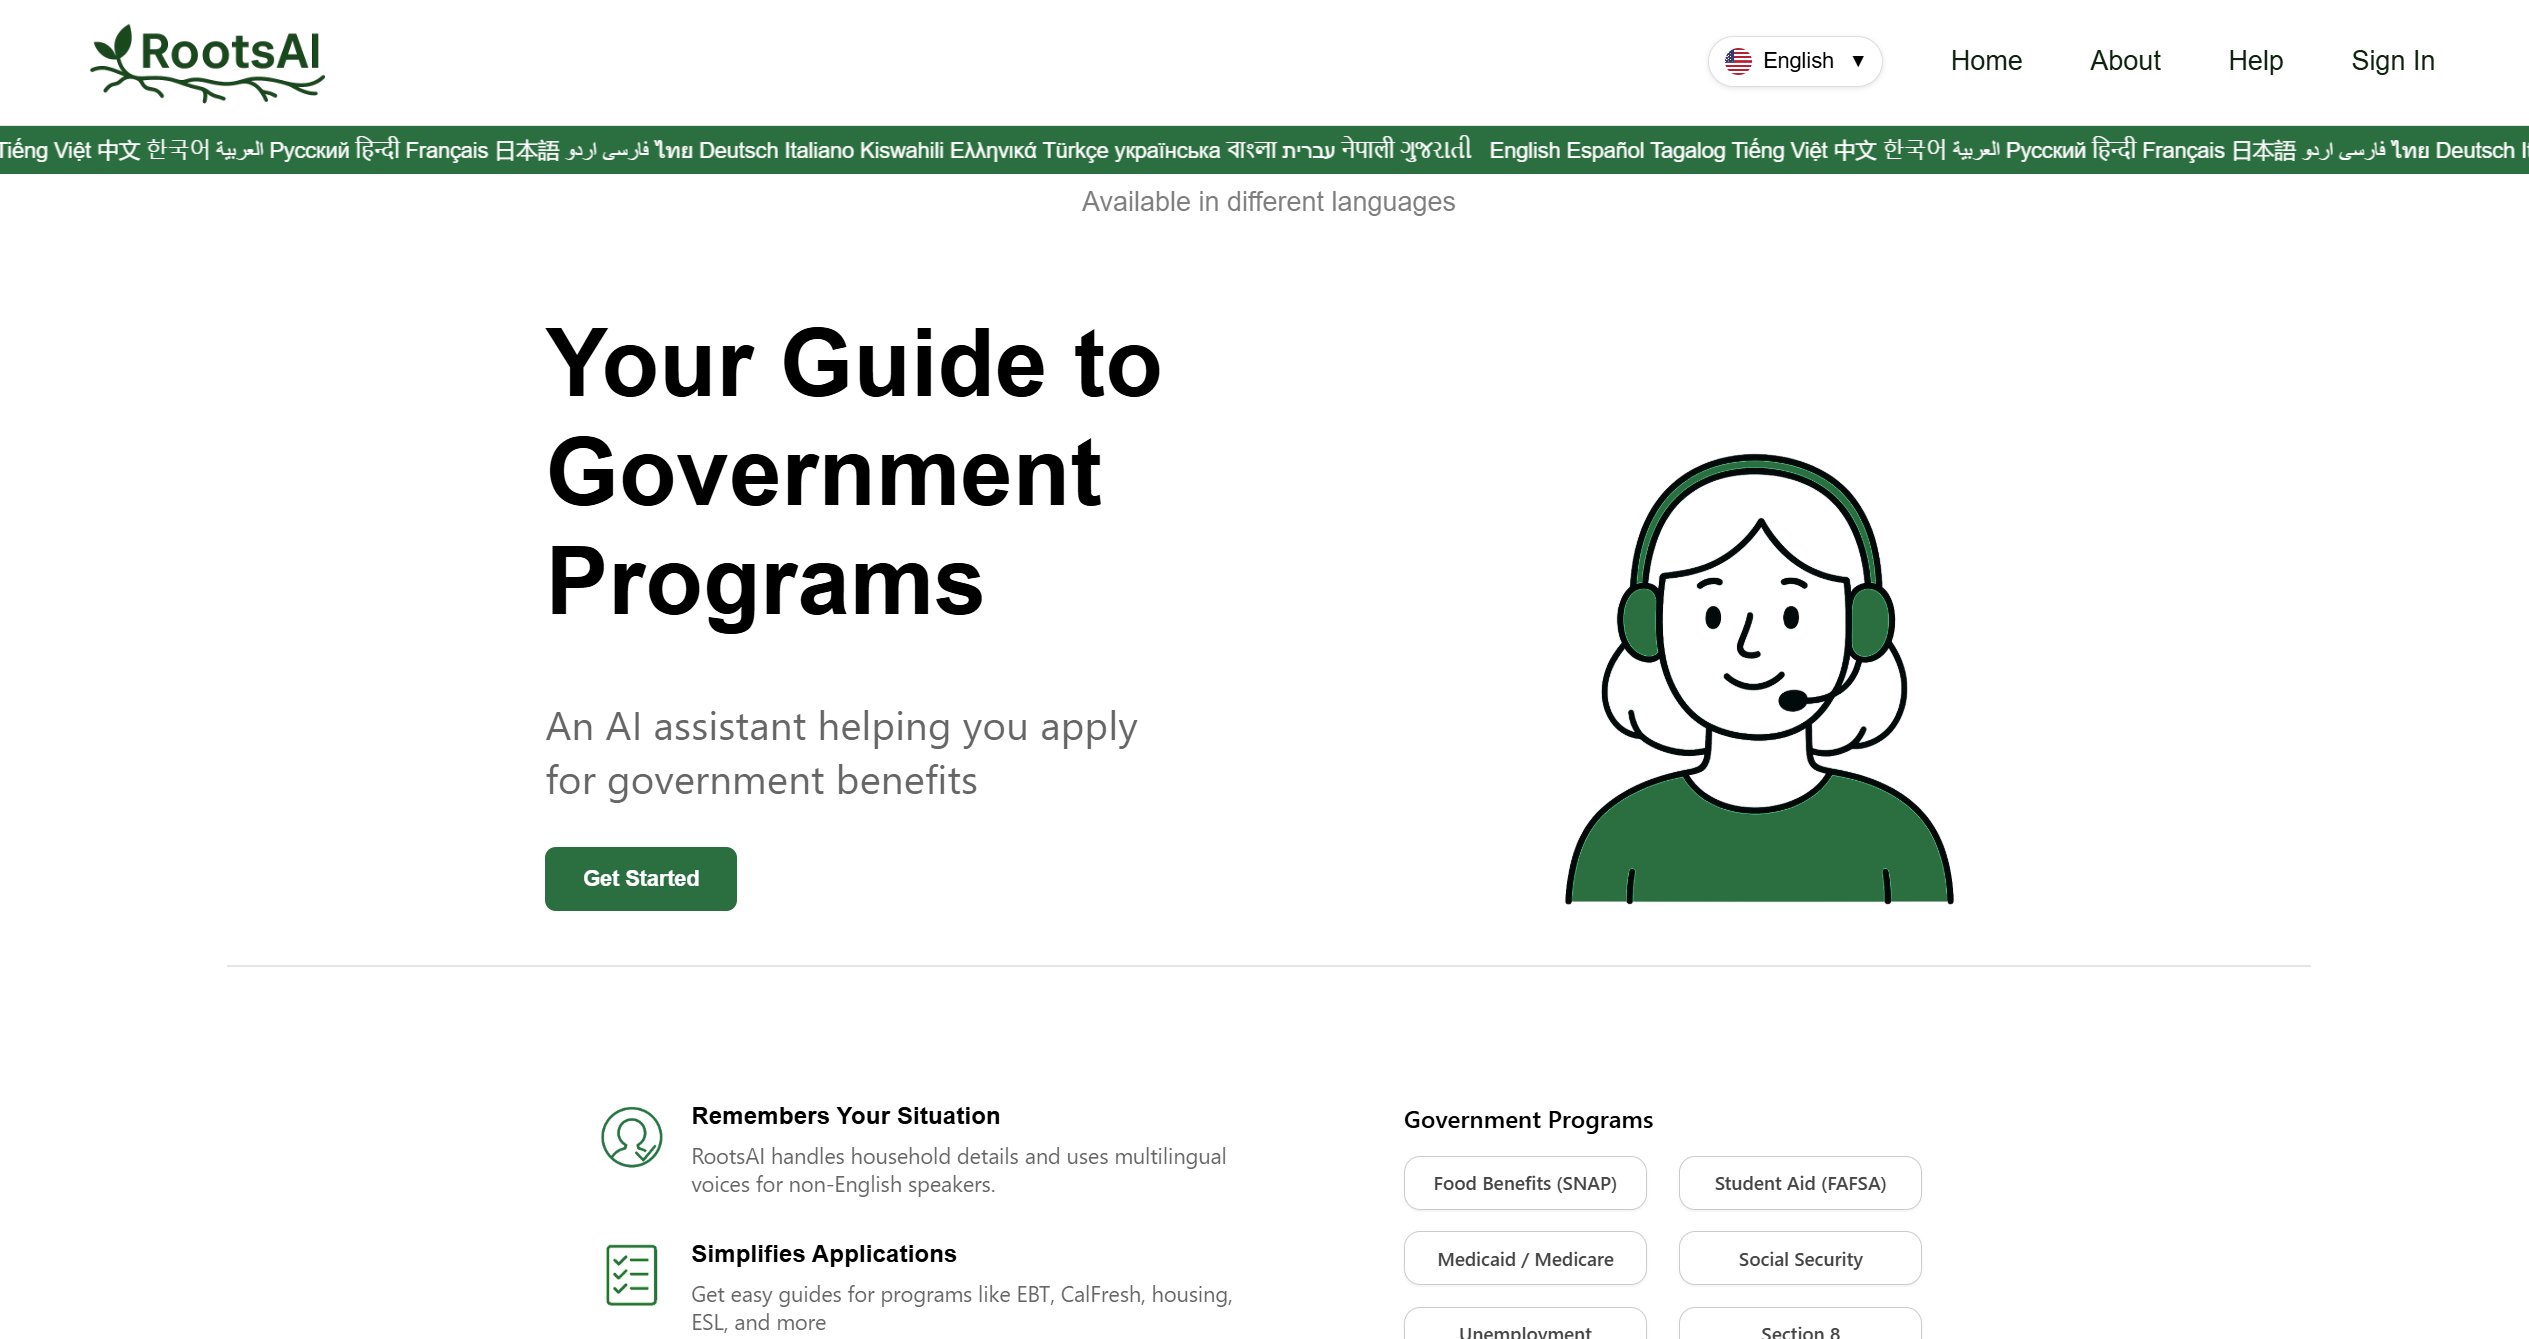 RootsAI
English ▼
Home
About
Help
Sign In
Tiếng Việt 中文 한국어 العربية Русский हिन्दी Français 日本語 اردو فارسی ไทย Deutsch Italiano Kiswahili Ελληνικά Türkçe українська বাংলা עברית नेपाली ગુજરાતી English Español Tagalog Tiếng Việt 中文 한국어 العربية Русский हिन्दी Français 日本語 اردو فارسی ไทย Deutsch
Available in different languages
Your Guide to
Government
Programs
An AI assistant helping you apply
for government benefits
Get Started
Remembers Your Situation
RootsAI handles household details and uses multilingual
voices for non-English speakers.
Simplifies Applications
Get easy guides for programs like EBT, CalFresh, housing,
ESL, and more
Government Programs
Food Benefits (SNAP)
Student Aid (FAFSA)
Medicaid / Medicare
Social Security
Unemployment
Section 8